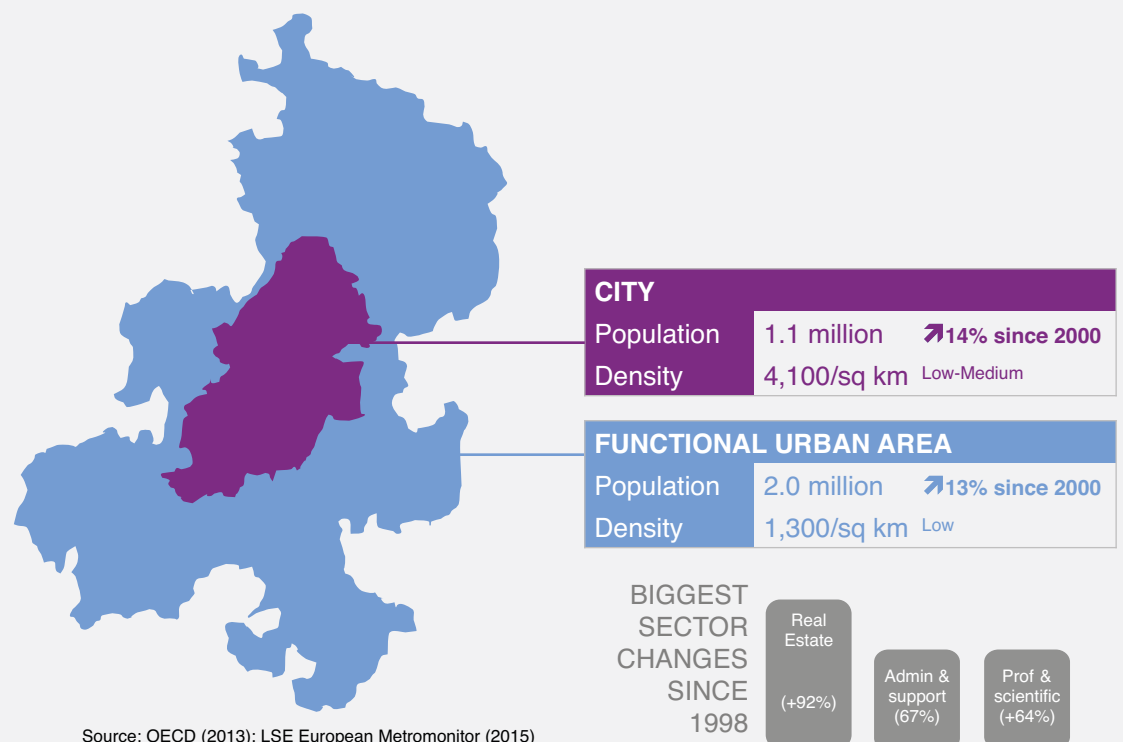 CITY
Population 1.1 million 14% since 2000
Density 4,100/sq km Low-Medium
FUNCTIONAL URBAN AREA
Population 2.0 million 13% since 2000
Density 1,300/sq km Low
BIGGEST
SECTOR
CHANGES
SINCE
1998
Real
Estate
(+92%)
Admin &
support
(67%)
Prof &
scientific
(+64%)
Source: OECD (2013); LSE European Metromonitor (2015)